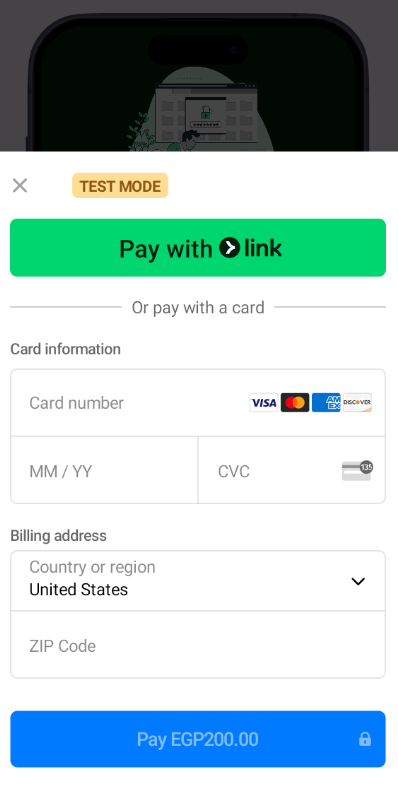 TEST MODE
Pay with link
Or pay with a card
Card information
Card number VISA AMEX DISCOVER
MM / YY CVC 135
Billing address
Country or region
United States
ZIP Code
Pay EGP200.00